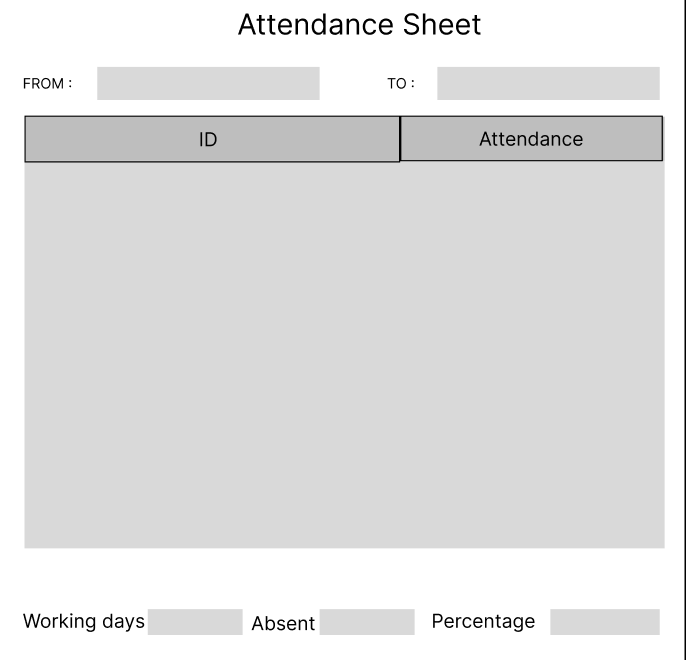 Attendance Sheet
FROM : TO :
ID Attendance
Working days Absent Percentage